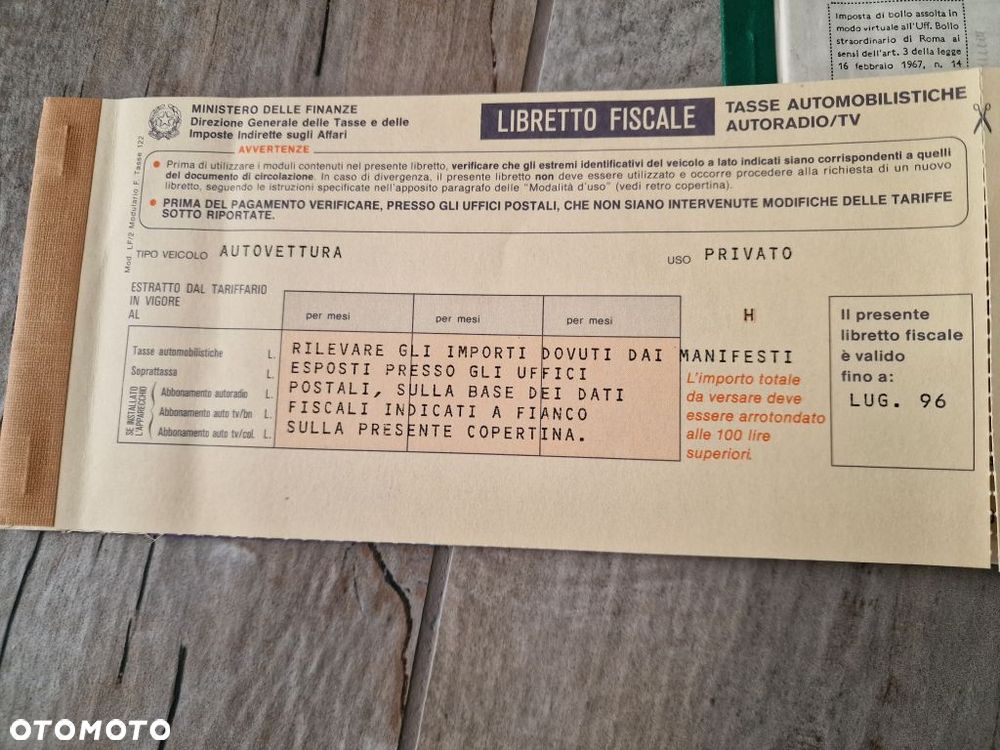 Imposta di bollo assolta in
modo virtuale all'Uff. Bollo
straordinario di Roma ai
sensi dell'art. 3 della legge
16 febbraio 1967, n. 14
MINISTERO DELLE FINANZE
Direzione Generale delle Tasse e delle
Imposte Indirette sugli Affari
LIBRETTO FISCALE
TASSE AUTOMOBILISTICHE
AUTORADIO/TV
AVVERTENZE
• Prima di utilizzare i moduli contenuti nel presente libretto, verificare che gli estremi identificativi del veicolo a lato indicati siano corrispondenti a quelli
del documento di circolazione. In caso di divergenza, il presente libretto non deve essere utilizzato e occorre procedere alla richiesta di un nuovo
libretto, seguendo le istruzioni specificate nell'apposito paragrafo delle "Modalità d'uso" (vedi retro copertina).
• PRIMA DEL PAGAMENTO VERIFICARE, PRESSO GLI UFFICI POSTALI, CHE NON SIANO INTERVENUTE MODIFICHE DELLE TARIFFE
SOTTO RIPORTATE.
Mod. LF/2 Modulario F. Tasse 122
TIPO VEICOLO AUTOVETTURA
USO PRIVATO
ESTRATTO DAL TARIFFARIO
IN VIGORE
AL
per mesi
per mesi
per mesi
H
Tasse automobilistiche L.
Soprattassa L.
SE INSTALLATO
L'APPARECCHIO
Abbonamento autoradio L.
Abbonamento auto tv/bn L.
Abbonamento auto tv/col. L.
RILEVARE GLI IMPORTI DOVUTI DAI MANIFESTI
ESPOSTI PRESSO GLI UFFICI
POSTALI, SULLA BASE DEI DATI
FISCALI INDICATI A FIANCO
SULLA PRESENTE COPERTINA.
L'importo totale
da versare deve
essere arrotondato
alle 100 lire
superiori.
Il presente
libretto fiscale
è valido
fino a:
LUG. 96
OTOMOTO